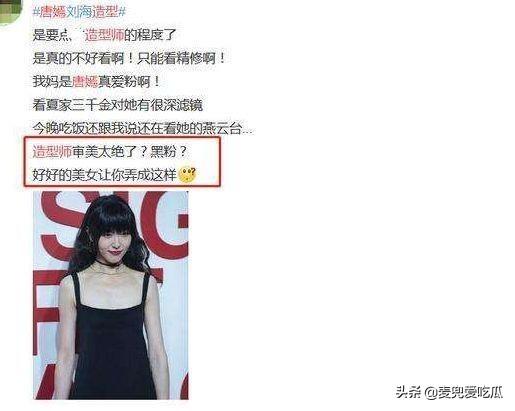 #唐嫣刘海造型#
是要点、造型师的程度了
是真的不好看啊！只能看精修啊！
我妈是唐嫣真爱粉啊！
看夏家三千金对她有很深滤镜
今晚吃饭还跟我说还在看她的燕云台...
造型师审美太绝了？黑粉？
好好的美女让你弄成这样
SIG
头条 @麦兜爱吃瓜